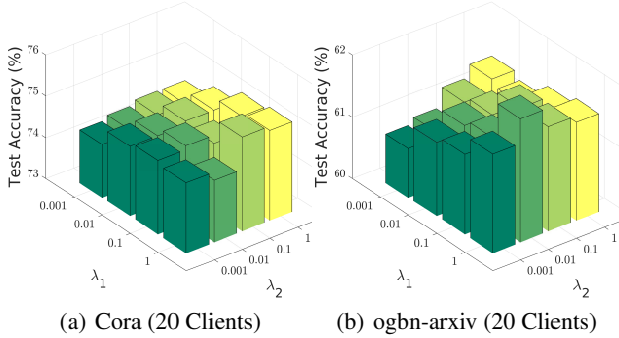 76
75
74
73
Test Accuracy (%)
0.001
0.01
0.1
1
λ1
0.001
0.01
0.1
1
λ2
(a) Cora (20 Clients)
62
61
60
Test Accuracy (%)
0.001
0.01
0.1
1
λ1
0.001
0.01
0.1
1
λ2
(b) ogbn-arxiv (20 Clients)